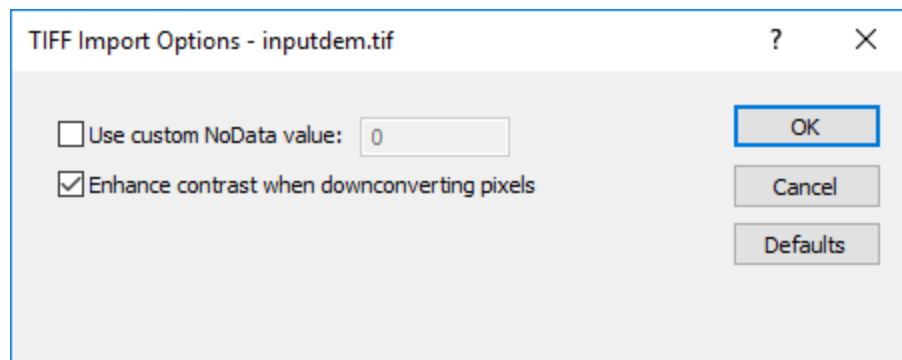 TIFF Import Options - inputdem.tif ?
Use custom NoData value: 0
OK
Enhance contrast when downconverting pixels
Cancel
Defaults